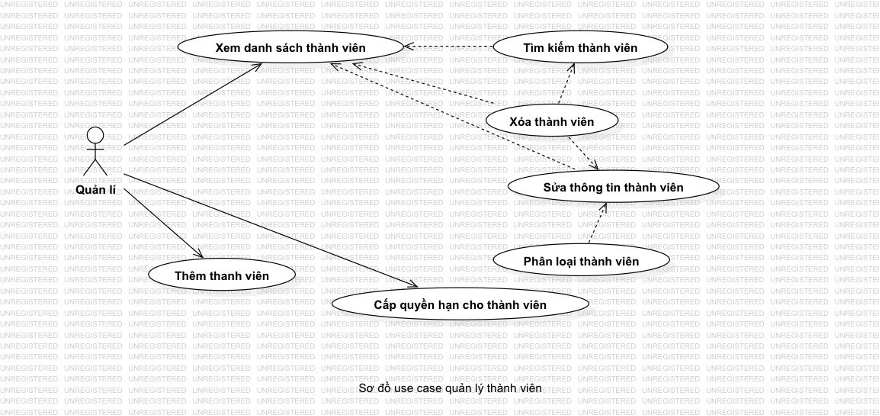 Xem danh sách thành viên
Tìm kiếm thành viên
Xóa thành viên
Quản lí
Sửa thông tin thành viên
Phân loại thành viên
Thêm thanh viên
Cấp quyền hạn cho thành viên
Sơ đồ use case quản lý thành viên
UNREGISTERED